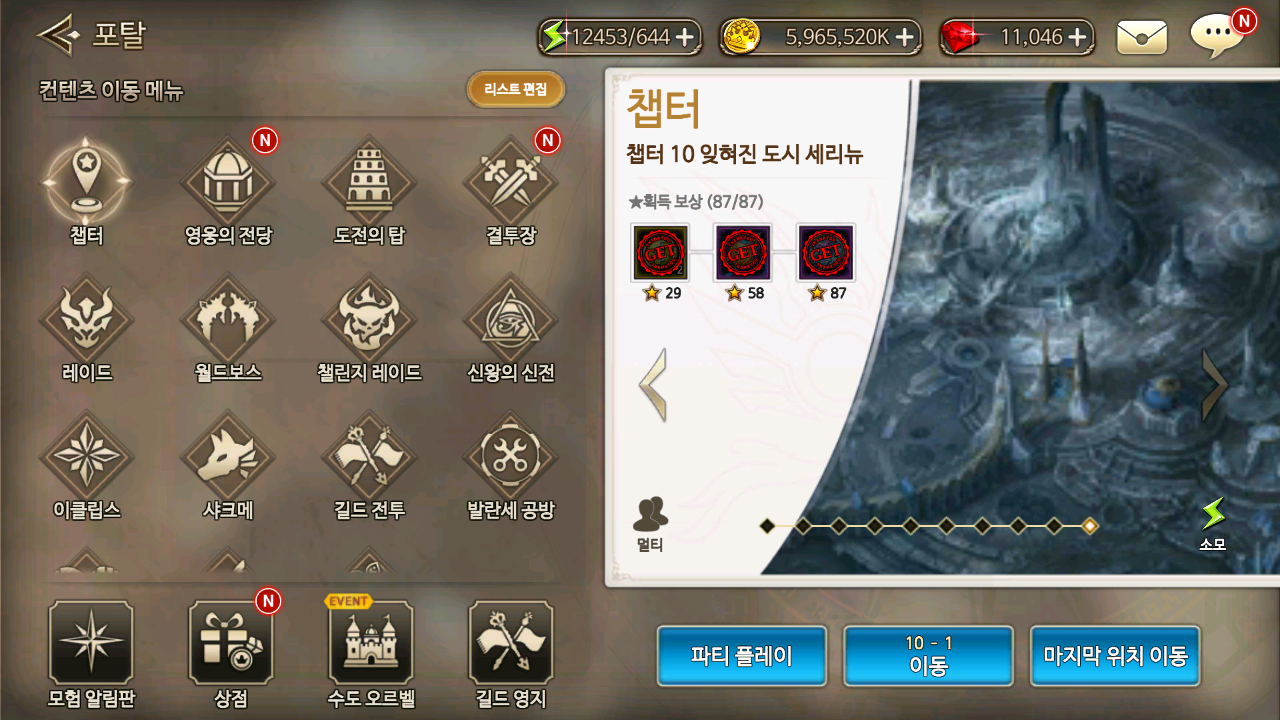 포탈
12453/644
5,965,520K
11,046
N
컨텐츠 이동 메뉴
리스트 편집
챕터
N
영웅의 전당
도전의 탑
N
결투장
레이드
월드보스
챌린지 레이드
신왕의 신전
이클립스
샤크메
길드 전투
발란세 공방
모험 알림판
N
상점
EVENT
수도 오르벨
길드 영지
챕터
챕터 10 잊혀진 도시 세리뉴
★획득 보상 (87/87)
GET 2
GET
GET
29
58
87
멀티
소모
파티 플레이
10 - 1
이동
마지막 위치 이동